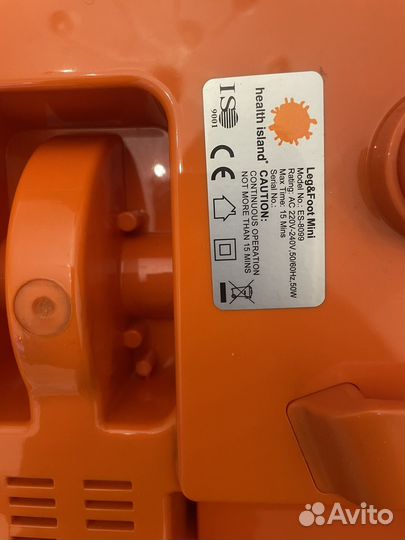 health island®
ISO
9001
CE
Leg&Foot Mini
Model No.: ES-8099
Rating: AC 220V-240V,50/60Hz,50W
Max Time: 15 Mins
Serial No.:
CAUTION:
CONTINUOUS OPERATION
NOT MORE THAN 15 MINS
Avito